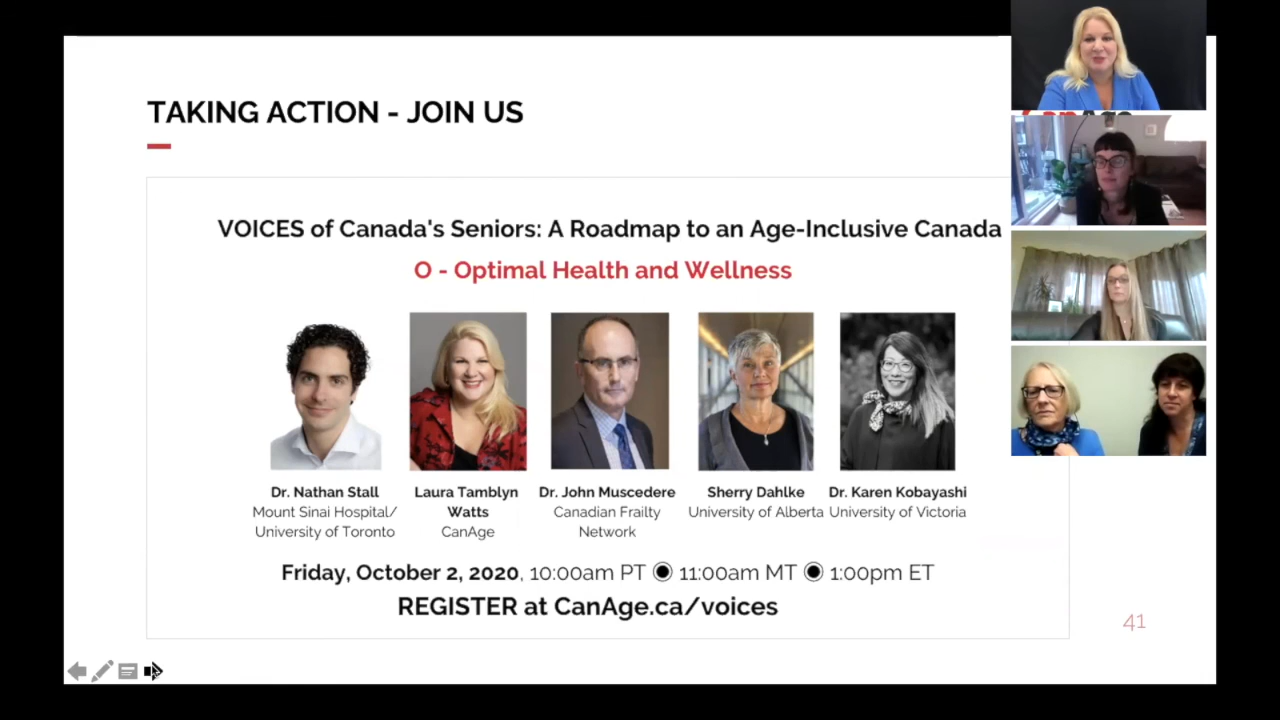 TAKING ACTION - JOIN US
CanAge
VOICES of Canada's Seniors: A Roadmap to an Age-Inclusive Canada
O - Optimal Health and Wellness
Dr. Nathan Stall
Mount Sinai Hospital/
University of Toronto
Laura Tamblyn
Watts
CanAge
Dr. John Muscedere
Canadian Frailty
Network
Sherry Dahlke
University of Alberta
Dr. Karen Kobayashi
University of Victoria
Friday, October 2, 2020, 10:00am PT ◉ 11:00am MT ◉ 1:00pm ET
REGISTER at CanAge.ca/voices
41